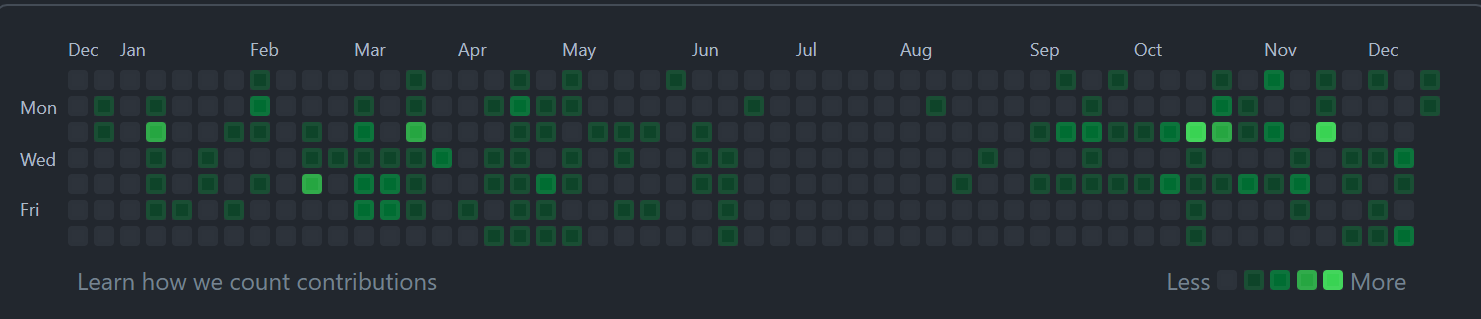 Dec Jan Feb Mar Apr May Jun Jul Aug Sep Oct Nov Dec
Mon
Wed
Fri
Learn how we count contributions Less More